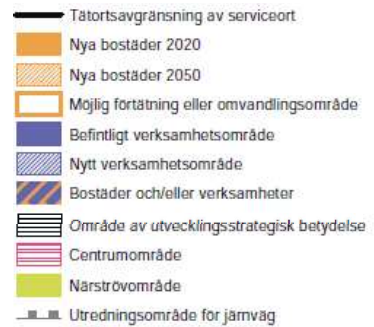 Tätortsavgränsning av serviceort
Nya bostäder 2020
Nya bostäder 2050
Möjlig förtätning eller omvandlingsområde
Befintligt verksamhetsområde
Nytt verksamhetsområde
Bostäder och/eller verksamheter
Område av utvecklingsstrategisk betydelse
Centrumområde
Närströvområde
Utredningsområde för järnväg